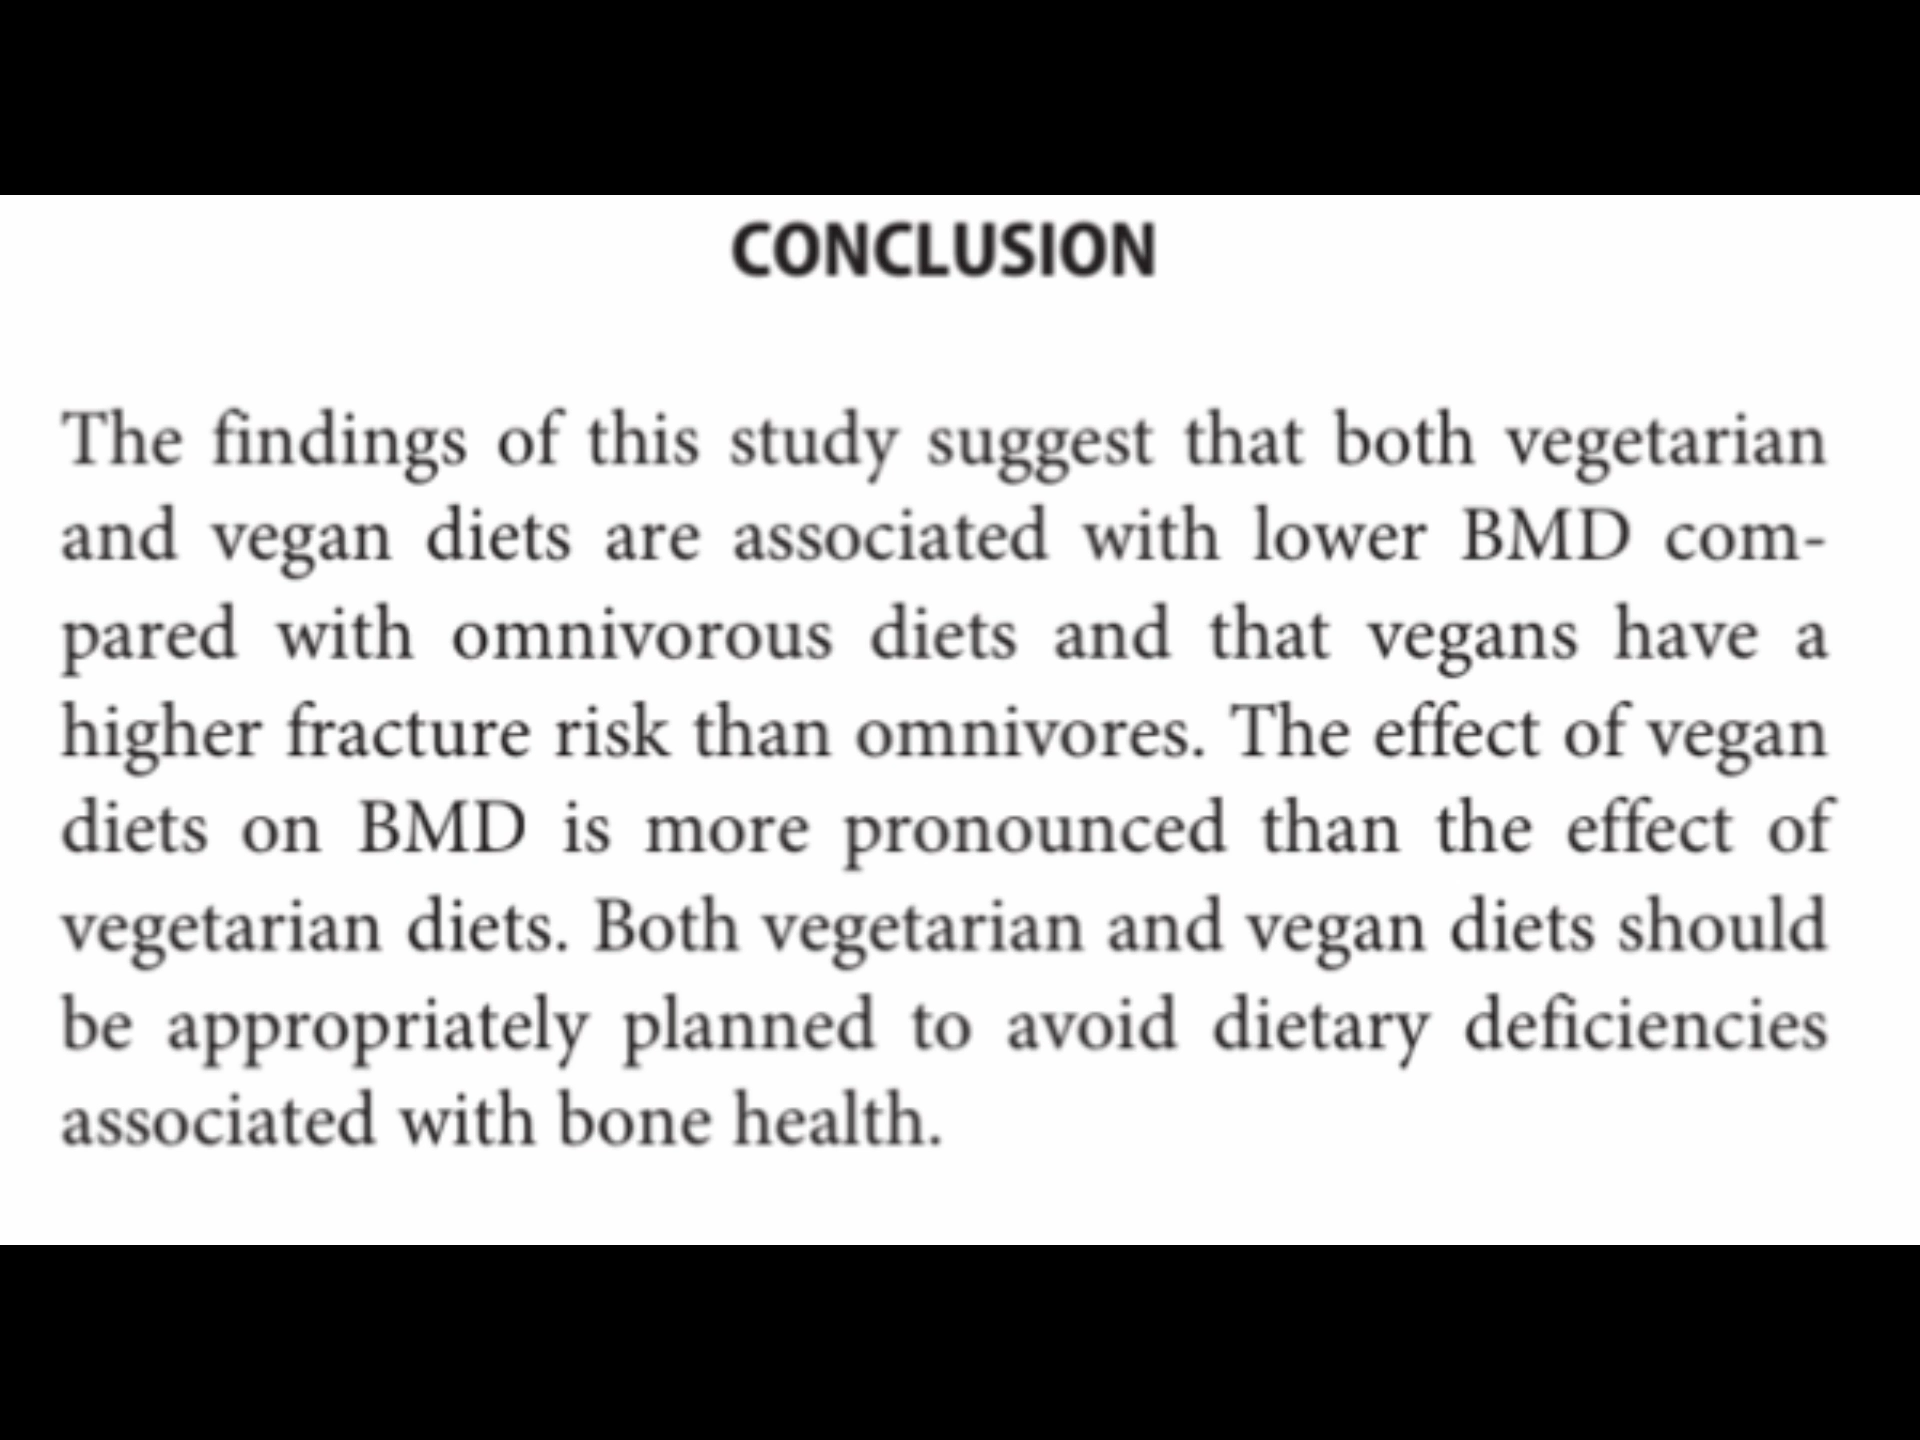 CONCLUSION
The findings of this study suggest that both vegetarian
and vegan diets are associated with lower BMD com-
pared with omnivorous diets and that vegans have a
higher fracture risk than omnivores. The effect of vegan
diets on BMD is more pronounced than the effect of
vegetarian diets. Both vegetarian and vegan diets should
be appropriately planned to avoid dietary deficiencies
associated with bone health.